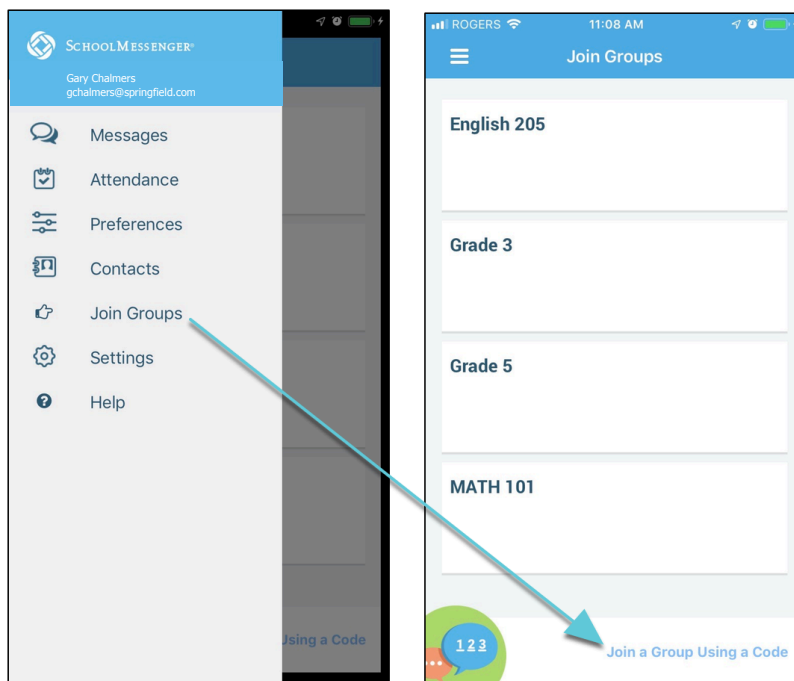 SCHOOLMESSENGER®
Gary Chalmers
gchalmers@springfield.com
Messages
Attendance
Preferences
Contacts
Join Groups
Settings
Help
Using a Code
ROGERS 11:08 AM
Join Groups
English 205
Grade 3
Grade 5
MATH 101
123
Join a Group Using a Code